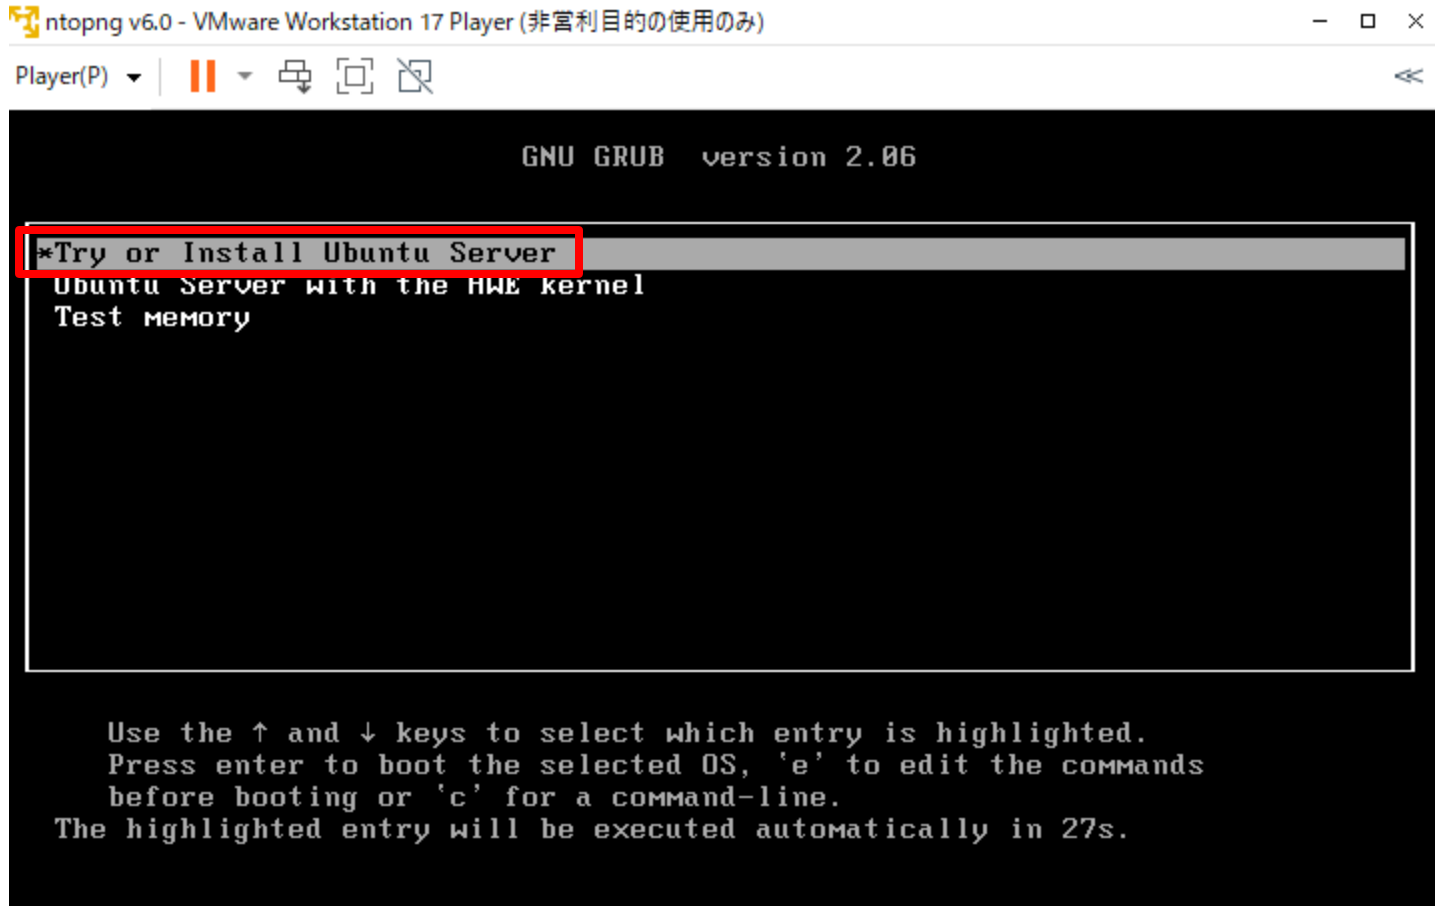 ntopng v6.0 - VMware Workstation 17 Player (非営利目的の使用のみ)
Player(P)
GNU GRUB  version 2.06
*Try or Install Ubuntu Server
Ubuntu Server with the HWE kernel
Test memory
Use the ↑ and ↓ keys to select which entry is highlighted.
Press enter to boot the selected OS, `e' to edit the commands
before booting or `c' for a command-line.
The highlighted entry will be executed automatically in 27s.